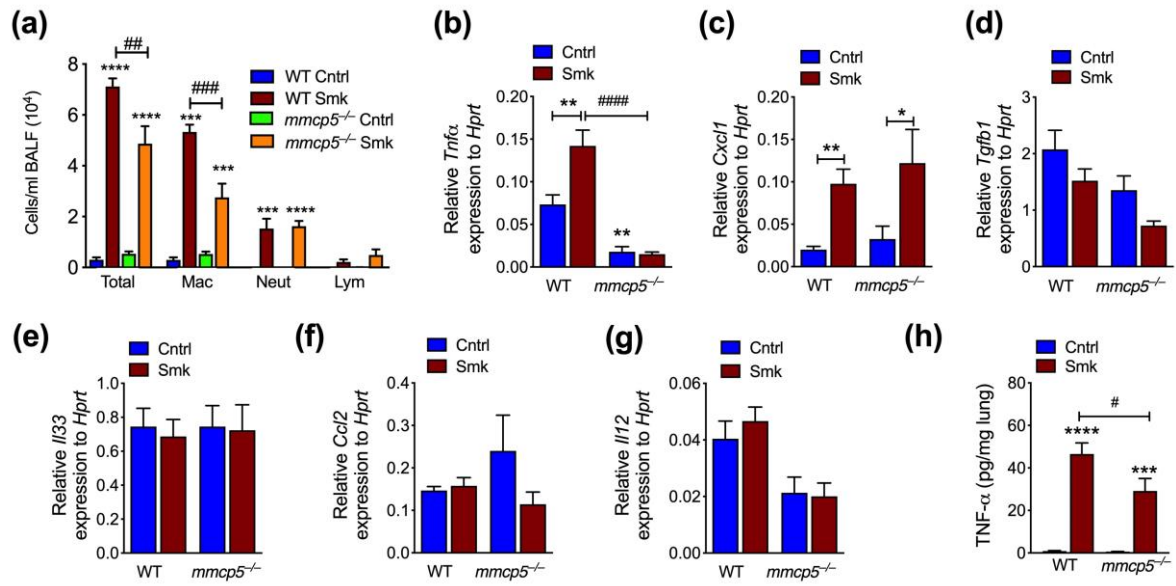 (a)
Cells/ml BALF (10⁴)
8
6
4
2
0
##
****
****
###
***
***
***
****
WT Cntrl
WT Smk
mmcp5⁻/⁻ Cntrl
mmcp5⁻/⁻ Smk
Total Mac Neut Lym
(b)
Cntrl
Smk
Relative Tnfα
expression to Hprt
0.20
0.15
0.10
0.05
0.00
** ####
**
WT mmcp5⁻/⁻
(c)
Cntrl
Smk
Relative Cxcl1
expression to Hprt
0.20
0.15
0.10
0.05
0.00
**
*
WT mmcp5⁻/⁻
(d)
Cntrl
Smk
Relative Tgfb1
expression to Hprt
3
2
1
0
WT mmcp5⁻/⁻
(e)
Cntrl
Smk
Relative Il33
expression to Hprt
1.0
0.8
0.6
0.4
0.2
0.0
WT mmcp5⁻/⁻
(f)
Cntrl
Smk
Relative Ccl2
expression to Hprt
0.4
0.3
0.2
0.1
0.0
WT mmcp5⁻/⁻
(g)
Cntrl
Smk
Relative Il12
expression to Hprt
0.06
0.04
0.02
0.00
WT mmcp5⁻/⁻
(h)
Cntrl
Smk
TNF-α (pg/mg lung)
80
60
40
20
0
#
****
***
WT mmcp5⁻/⁻